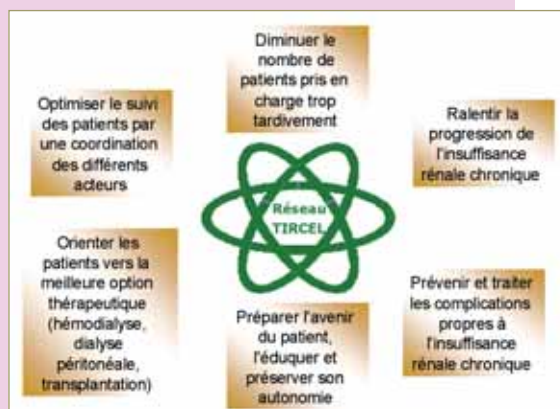 Diminuer le
nombre de
patients pris en
charge trop
tardivement
Optimiser le suivi
des patients par
une coordination
des différents
acteurs
Ralentir la
progression de
l'insuffisance
rénale chronique
Réseau
TIRCEL
Orienter les
patients vers la
meilleure option
thérapeutique
(hémodialyse,
dialyse
péritonéale,
transplantation)
Préparer l'avenir
du patient,
l'éduquer et
préserver son
autonomie
Prévenir et traiter
les complications
propres à
l'insuffisance
rénale chronique